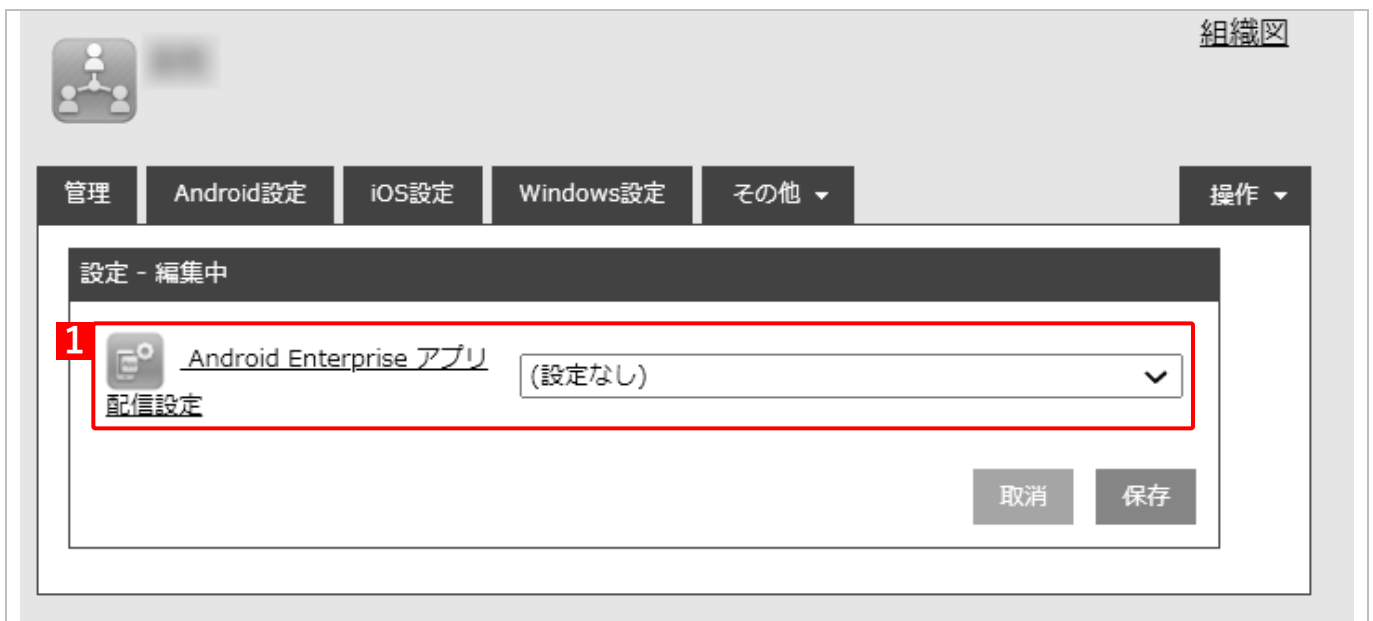 組織図
管理 Android設定 iOS設定 Windows設定 その他 操作
設定 - 編集中
1
Android Enterprise アプリ
配信設定
(設定なし)
取消 保存